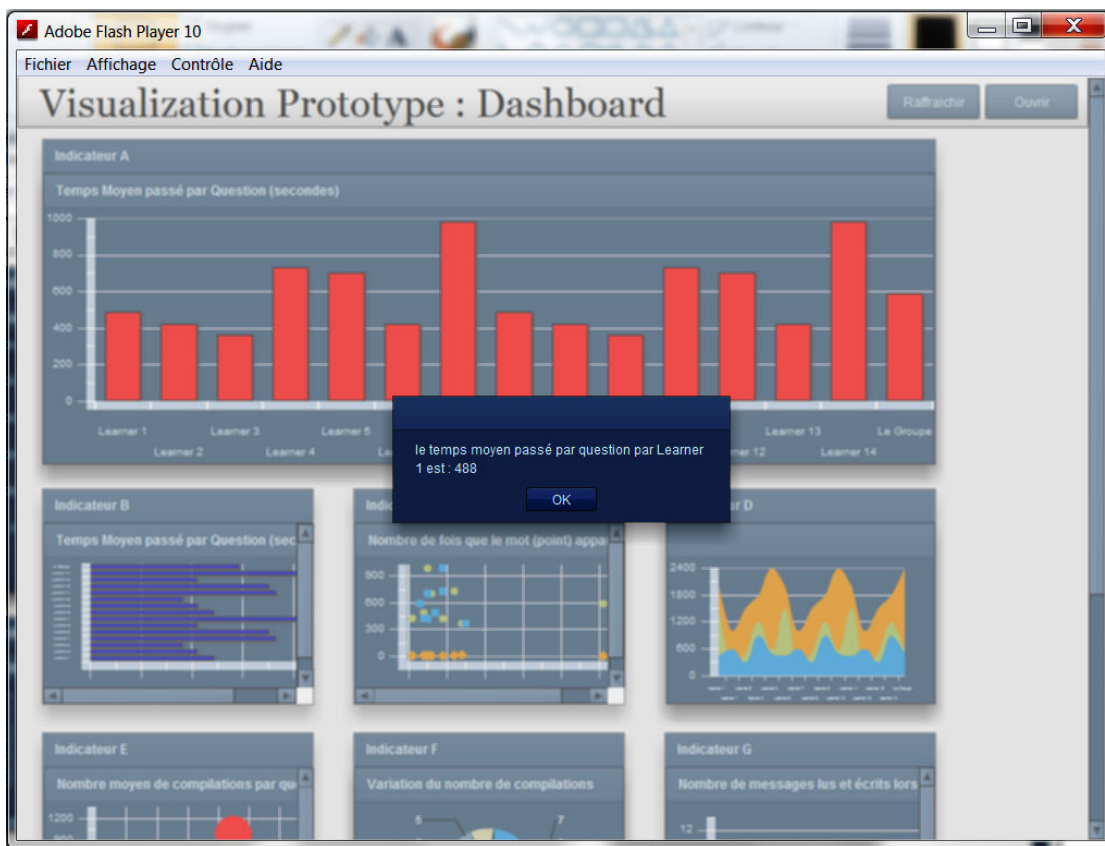 Adobe Flash Player 10
Fichier Affichage Contrôle Aide
Visualization Prototype : Dashboard
Raffraichir
Ouvrir
Indicateur A
Temps Moyen passé par Question (secondes)
1000
800
600
400
200
0
Learner 1
Learner 2
Learner 3
Learner 4
Learner 5
Learner 13
Learner 14
Le Groupe
le temps moyen passé par question par Learner
1 est : 488
OK
Indicateur B
Temps Moyen passé par Question (sec
Nombre de fois que le mot (point) appa
900
600
300
0
2400
1800
1200
600
0
Indicateur E
Nombre moyen de compilations par qu
1200
Indicateur F
Variation du nombre de compilations
5
7
Indicateur G
Nombre de messages lus et écrits lors
12